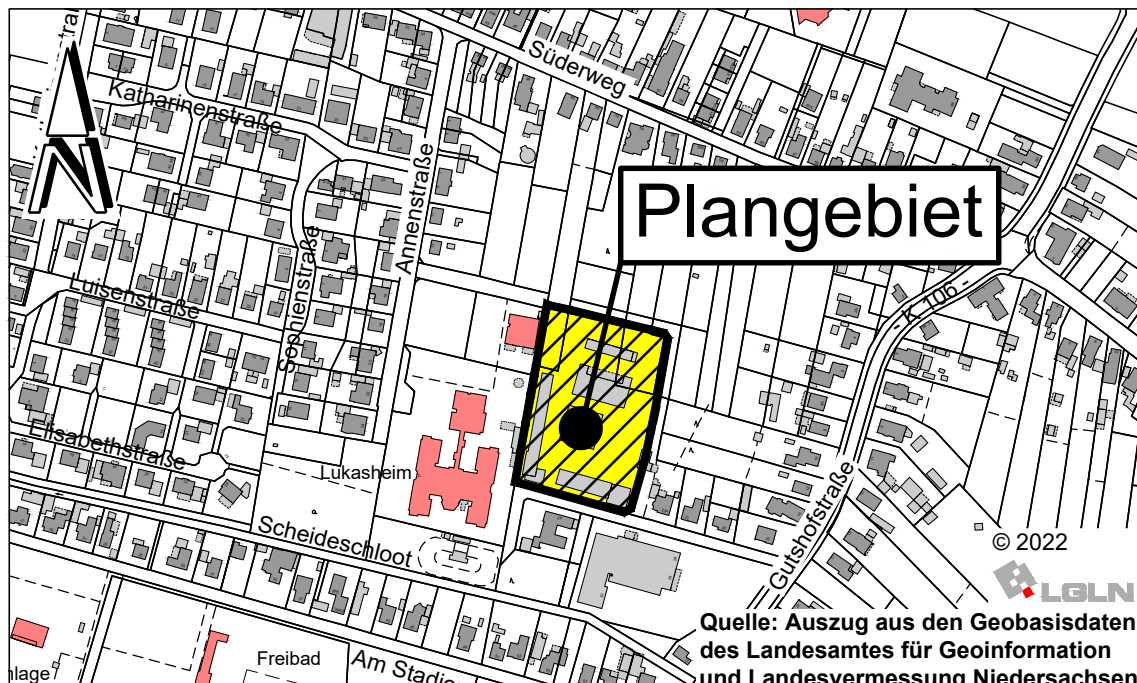 Süderweg
Katharinenstraße
Annenstraße
Plangebiet
Sophienstraße
Luisenstraße
- K 106 -
Elisabethstraße
Lukasheim
Scheideschloot
Gutshofstraße
© 2022
LGLN
Quelle: Auszug aus den Geobasisdaten
des Landesamtes für Geoinformation
und Landesvermessung Niedersachsen
Freibad
Am Stadion
nlage
N